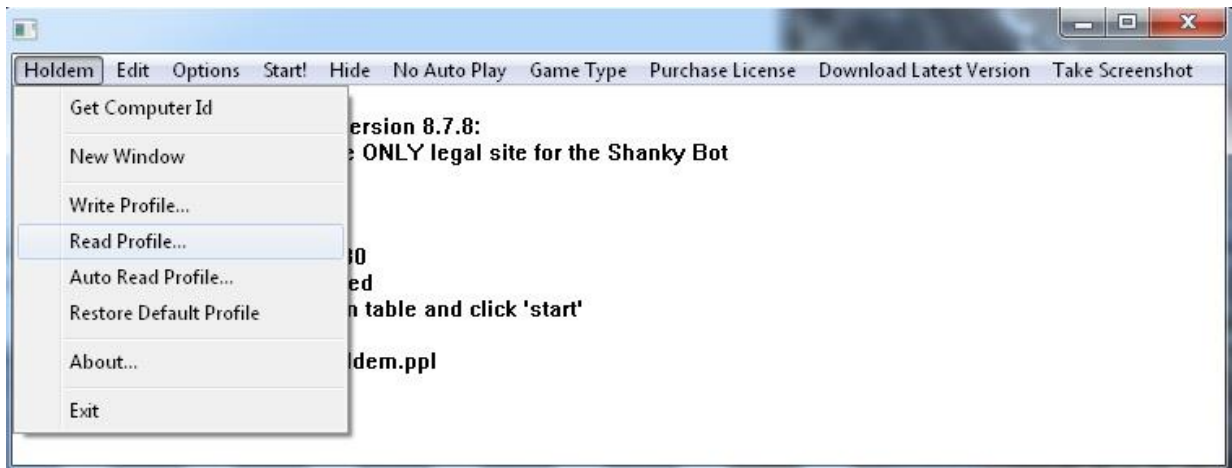 Holdem Edit Options Start! Hide No Auto Play Game Type Purchase License Download Latest Version Take Screenshot
Get Computer Id
ersion 8.7.8:
ONLY legal site for the Shanky Bot
New Window
Write Profile...
Read Profile...
ed
Auto Read Profile...
n table and click 'start'
Restore Default Profile
About...
ldem.ppl
Exit